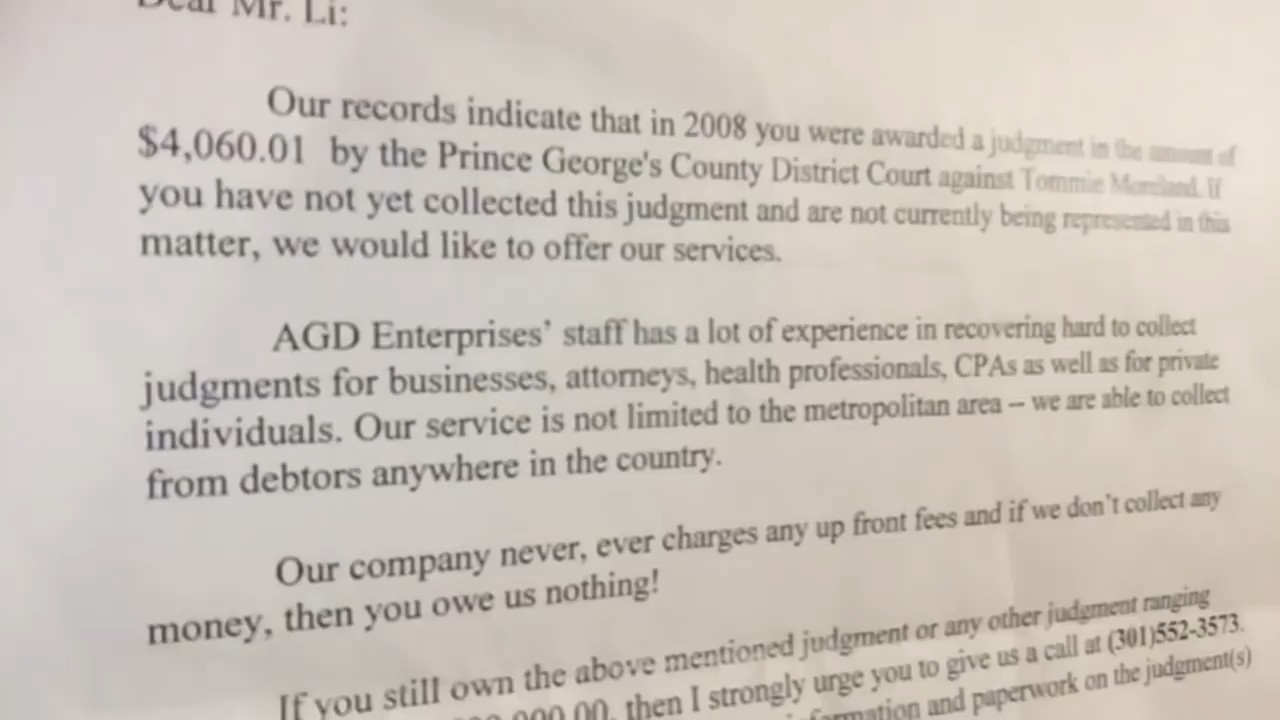 Dear Mr. Li:
Our records indicate that in 2008 you were awarded a judgment in the amount of
$4,060.01 by the Prince George's County District Court against Tommie Moreland. If
you have not yet collected this judgment and are not currently being represented in this
matter, we would like to offer our services.
AGD Enterprises’ staff has a lot of experience in recovering hard to collect
judgments for businesses, attorneys, health professionals, CPAs as well as for private
individuals. Our service is not limited to the metropolitan area – we are able to collect
from debtors anywhere in the country.
Our company never, ever charges any up front fees and if we don’t collect any
money, then you owe us nothing!
If you still own the above mentioned judgment or any other judgment ranging
then I strongly urge you to give us a call at (301)552-3573.
and paperwork on the judgment(s)